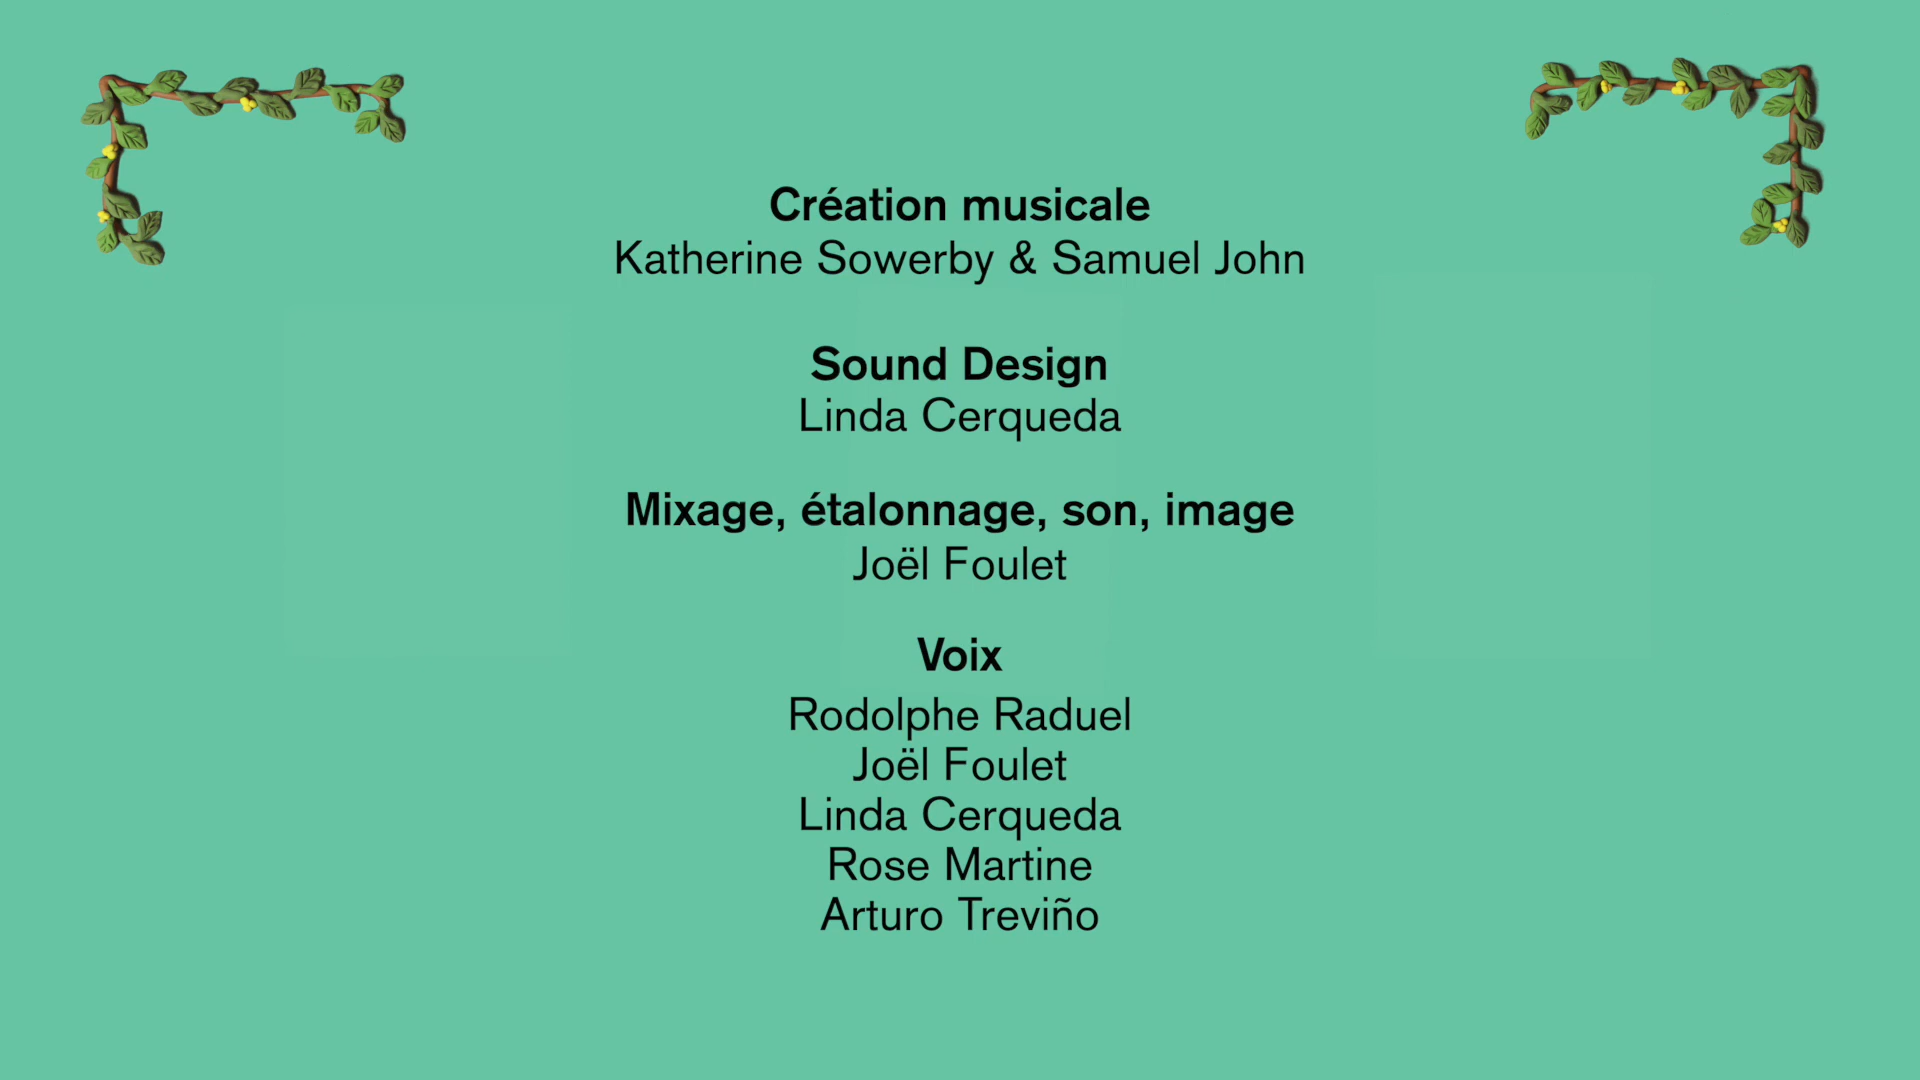 Création musicale
Katherine Sowerby & Samuel John
Sound Design
Linda Cerqueda
Mixage, étalonnage, son, image
Joël Foulet
Voix
Rodolphe Raduel
Joël Foulet
Linda Cerqueda
Rose Martine
Arturo Treviño